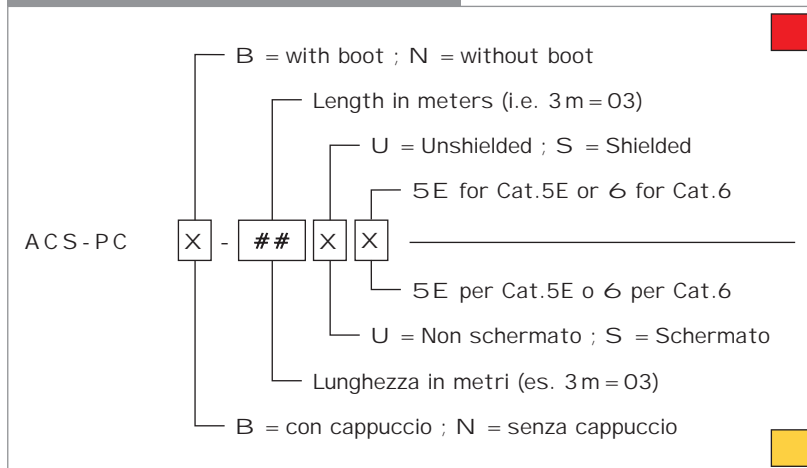 B = with boot ; N = without boot
Length in meters (i.e. 3 m = 03)
U = Unshielded ; S = Shielded
5E for Cat.5E or 6 for Cat.6
ACS-PC X - ## X X
5E per Cat.5E o 6 per Cat.6
U = Non schermato ; S = Schermato
Lunghezza in metri (es. 3 m = 03)
B = con cappuccio ; N = senza cappuccio